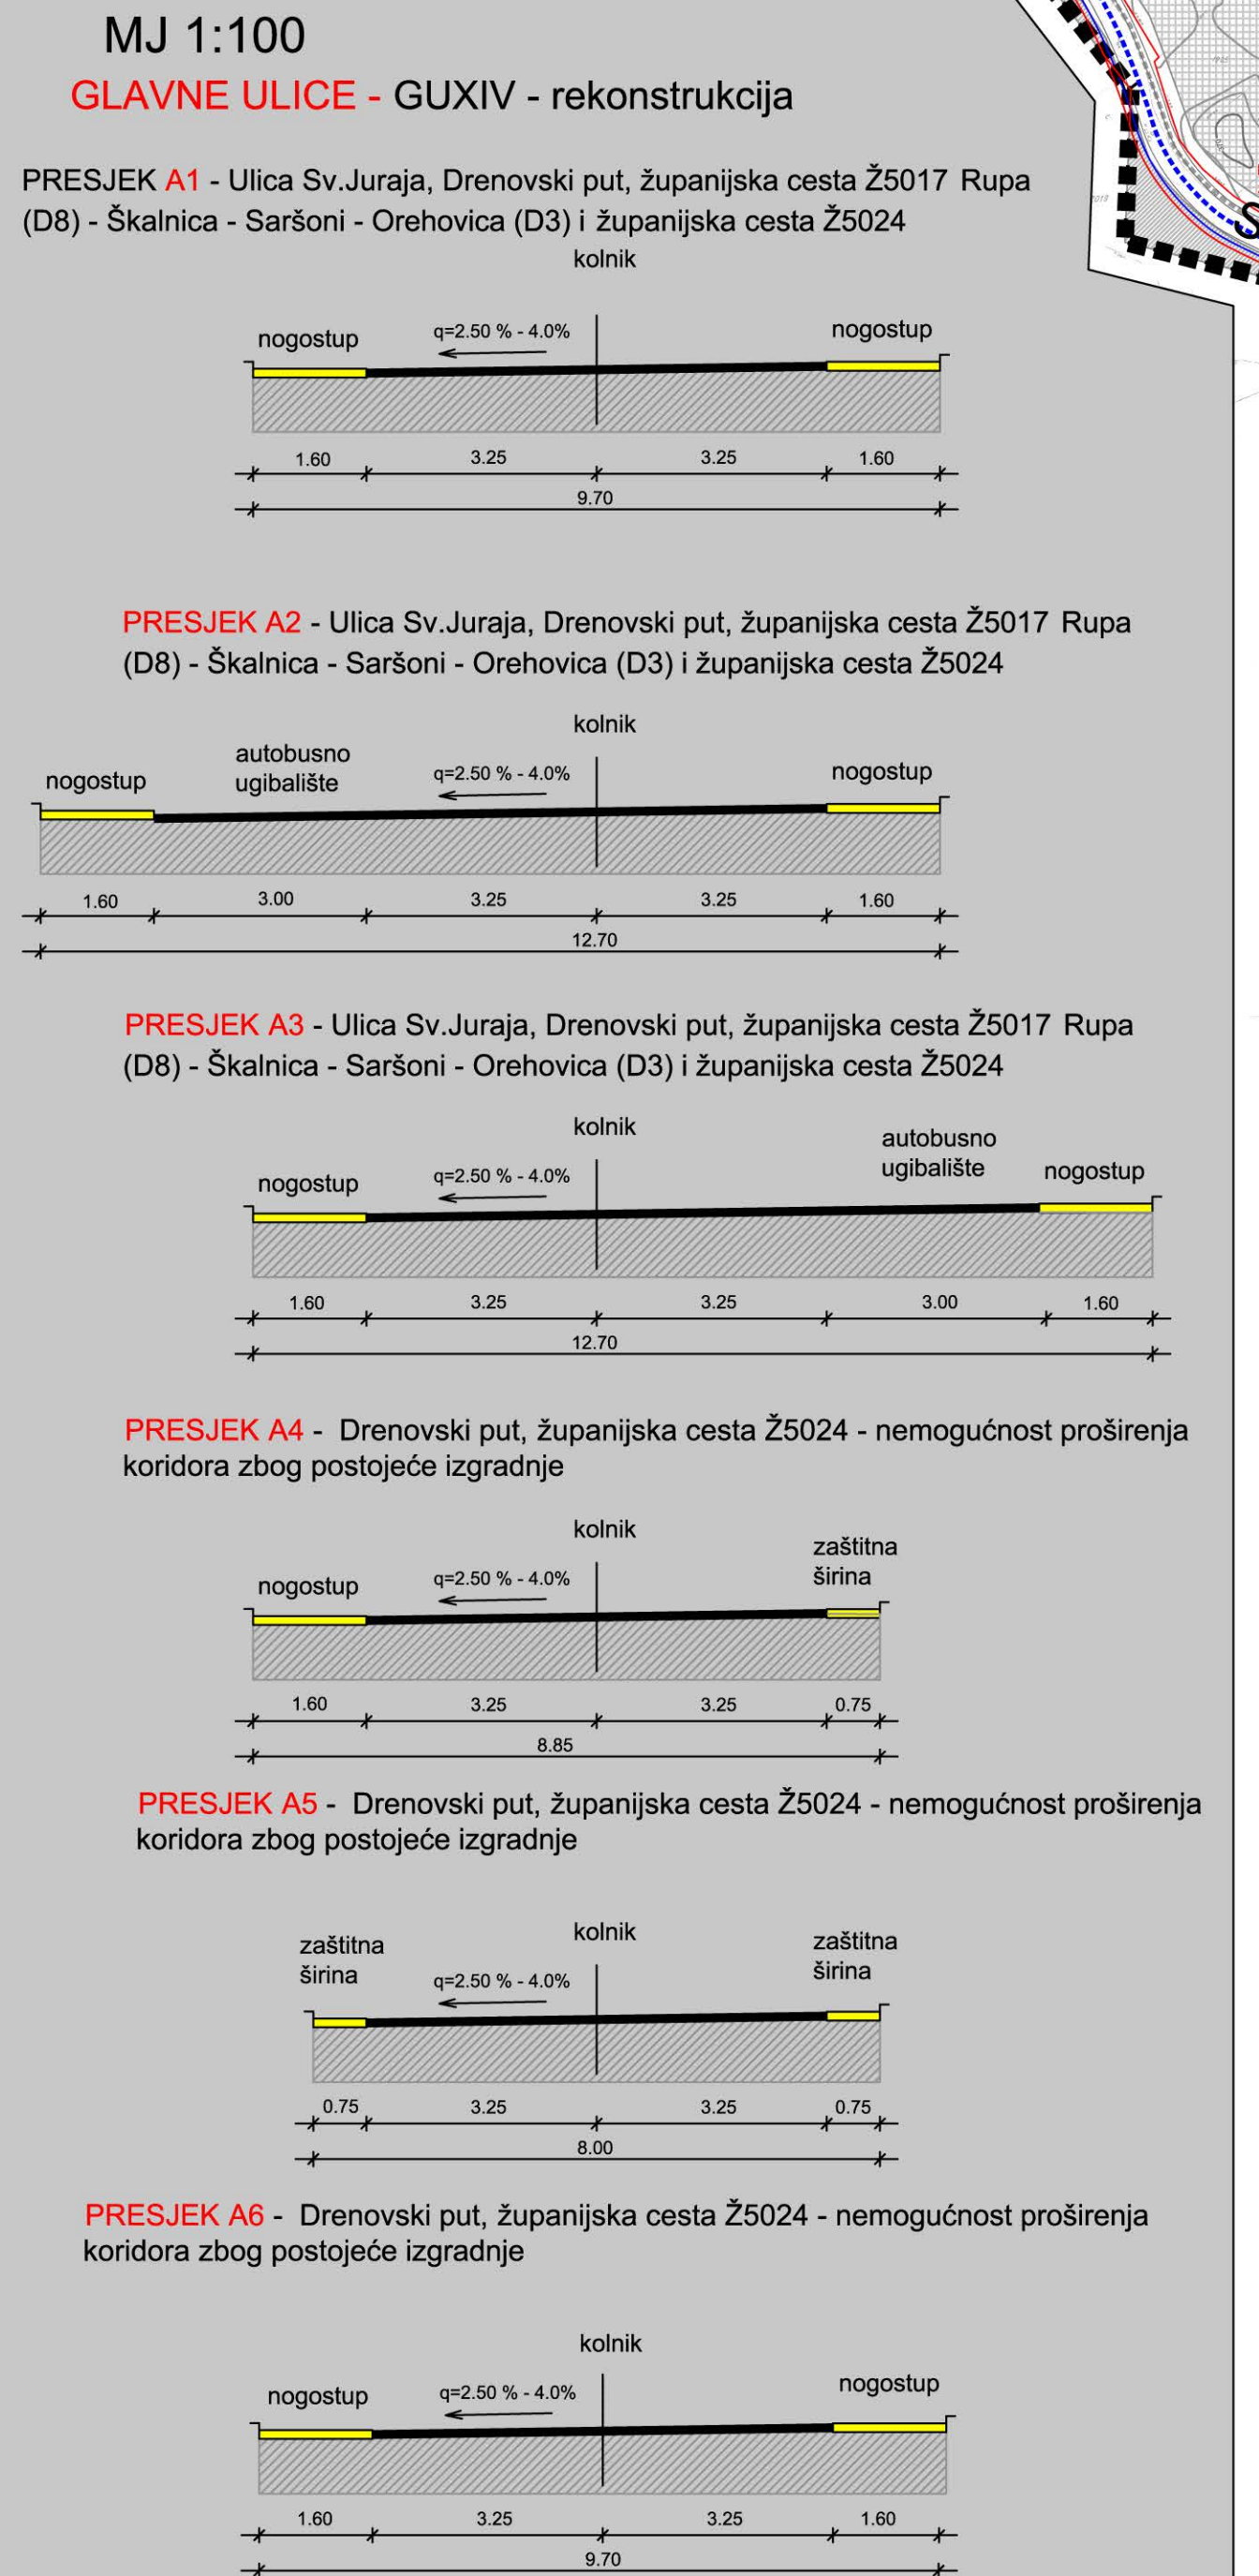 MJ 1:100
GLAVNE ULICE - GUXIV - rekonstrukcija
PRESJEK A1 - Ulica Sv.Juraja, Drenovski put, županijska cesta Ž5017 Rupa
(D8) - Škalnica - Saršoni - Orehovica (D3) i županijska cesta Ž5024
kolnik
nogostup q=2.50 % - 4.0% nogostup
1.60 3.25 3.25 1.60
9.70
PRESJEK A2 - Ulica Sv.Juraja, Drenovski put, županijska cesta Ž5017 Rupa
(D8) - Škalnica - Saršoni - Orehovica (D3) i županijska cesta Ž5024
kolnik
autobusno
ugibalište
nogostup q=2.50 % - 4.0% nogostup
1.60 3.00 3.25 3.25 1.60
12.70
PRESJEK A3 - Ulica Sv.Juraja, Drenovski put, županijska cesta Ž5017 Rupa
(D8) - Škalnica - Saršoni - Orehovica (D3) i županijska cesta Ž5024
kolnik
autobusno
ugibalište
nogostup q=2.50 % - 4.0% nogostup
1.60 3.25 3.25 3.00 1.60
12.70
PRESJEK A4 - Drenovski put, županijska cesta Ž5024 - nemogućnost proširenja
koridora zbog postojeće izgradnje
kolnik
zaštitna
širina
nogostup q=2.50 % - 4.0%
1.60 3.25 3.25 0.75
8.85
PRESJEK A5 - Drenovski put, županijska cesta Ž5024 - nemogućnost proširenja
koridora zbog postojeće izgradnje
kolnik
zaštitna zaštitna
širina q=2.50 % - 4.0% širina
0.75 3.25 3.25 0.75
8.00
PRESJEK A6 - Drenovski put, županijska cesta Ž5024 - nemogućnost proširenja
koridora zbog postojeće izgradnje
kolnik
nogostup q=2.50 % - 4.0% nogostup
1.60 3.25 3.25 1.60
9.70